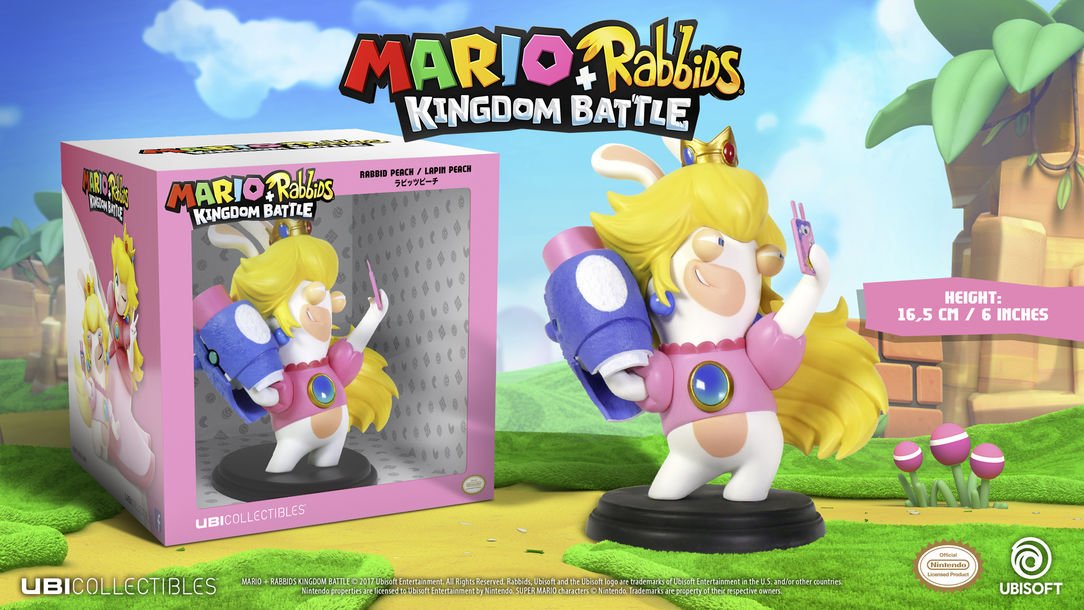 MARIO + Rabbids
KINGDOM BATTLE
MARIO + Rabbids
KINGDOM BATTLE
RABBID PEACH / LAPIN PEACH
ラビッツピーチ
MARIO + Rabbids
KINGDOM BATTLE
HEIGHT:
16,5 CM / 6 INCHES
UBICOLLECTIBLES
UBICOLLECTIBLES
MARIO + RABBIDS KINGDOM BATTLE © 2017 Ubisoft Entertainment. All Rights Reserved. Rabbids, Ubisoft and the Ubisoft logo are trademarks of Ubisoft Entertainment in the U.S. and/or other countries.
Nintendo properties are licensed to Ubisoft Entertainment by Nintendo. SUPER MARIO characters © Nintendo. Trademarks are property of their respective owners.
Official
Nintendo
Licensed Product
UBISOFT